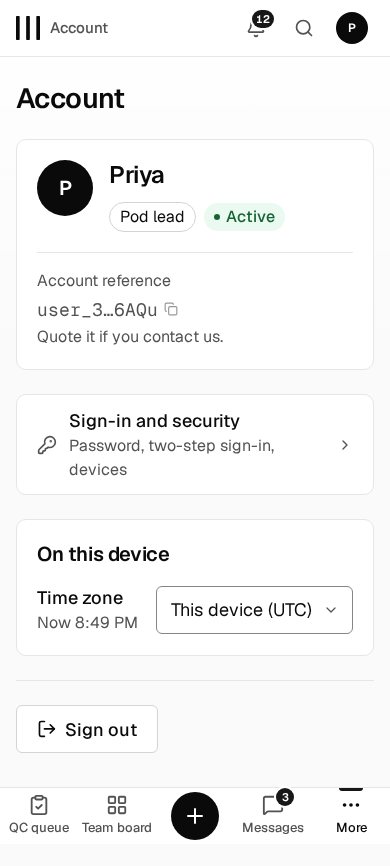 Account
12
P
Account
P
Priya
Pod lead
Active
Account reference
user_3…6AQu
Quote it if you contact us.
Sign-in and security
Password, two-step sign-in,
devices
On this device
Time zone
Now 8:49 PM
This device (UTC)
Sign out
3
QC queue
Team board
Messages
More